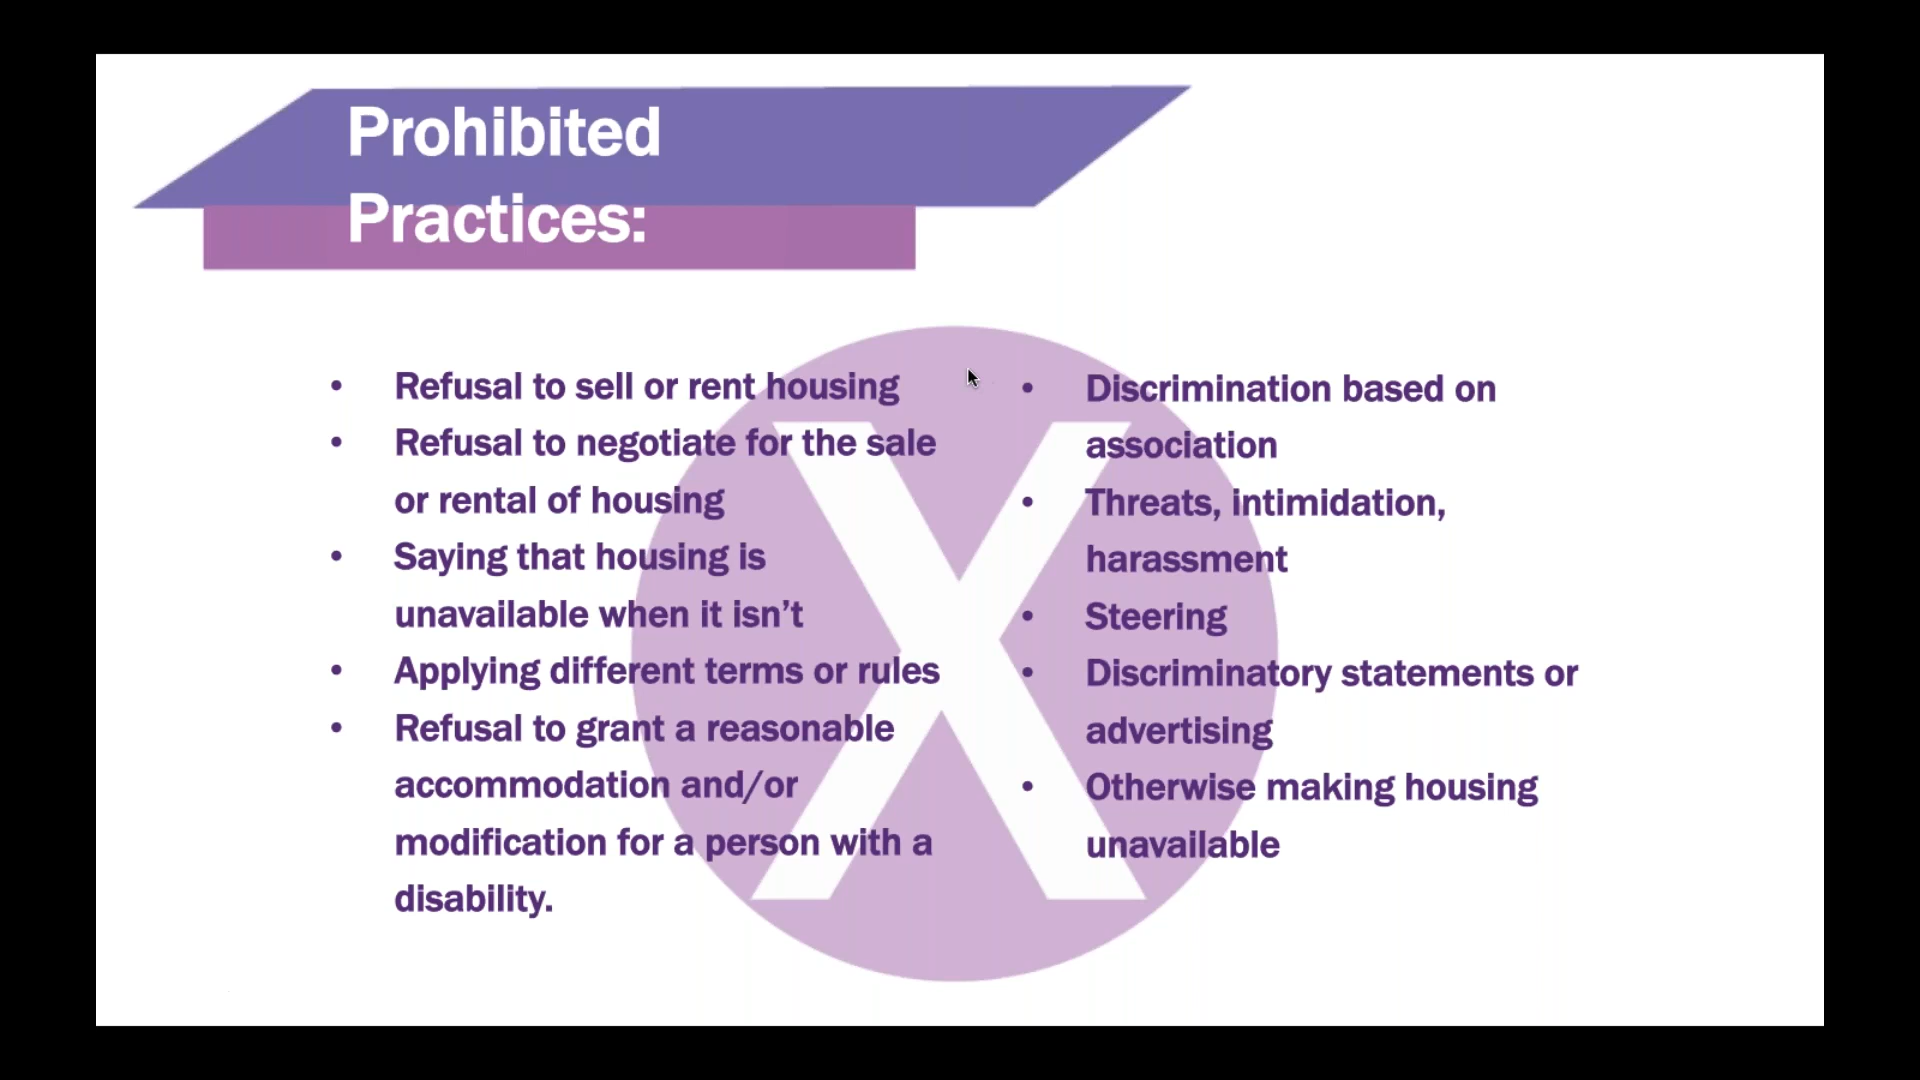 Prohibited
Practices:
• Refusal to sell or rent housing
• Refusal to negotiate for the sale
or rental of housing
• Saying that housing is
unavailable when it isn’t
• Applying different terms or rules
• Refusal to grant a reasonable
accommodation and/or
modification for a person with a
disability.
• Discrimination based on
association
• Threats, intimidation,
harassment
• Steering
• Discriminatory statements or
advertising
• Otherwise making housing
unavailable
X